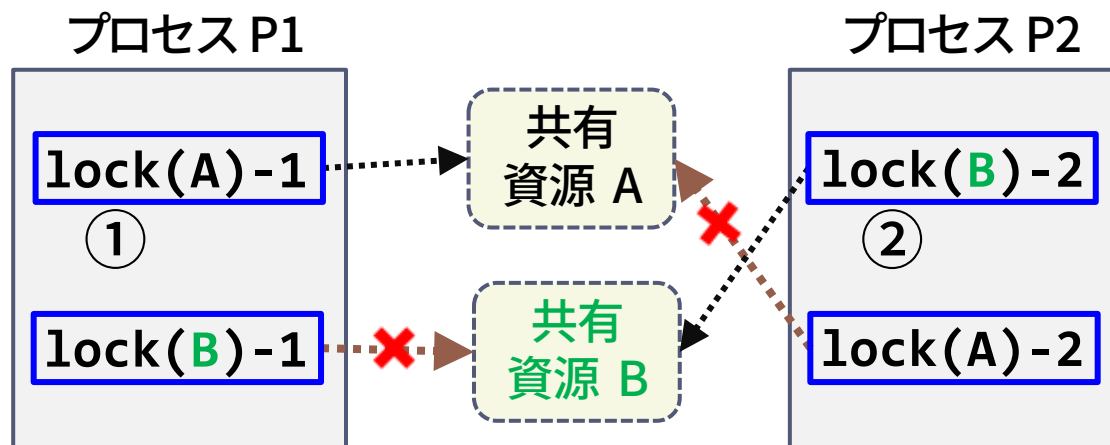 プロセス P1
プロセス P2
lock(A)-1
①
lock(B)-1
共有
資源 A
共有
資源 B
lock(B)-2
②
lock(A)-2